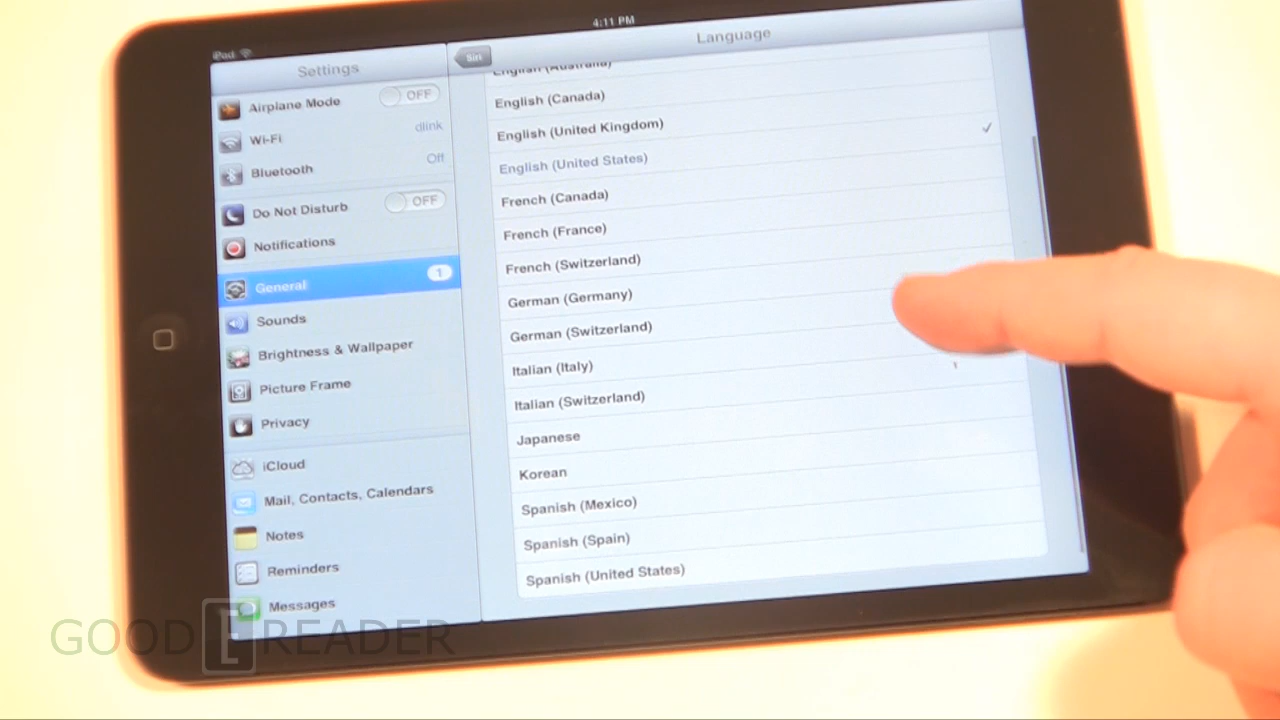 iPad
4:11 PM
Settings
Airplane Mode OFF
Wi-Fi dlink
Bluetooth Off
Do Not Disturb OFF
Notifications
General 1
Sounds
Brightness & Wallpaper
Picture Frame
Privacy
iCloud
Mail, Contacts, Calendars
Notes
Reminders
Messages
Siri
Language
English (Australia)
English (Canada)
English (United Kingdom)
English (United States)
French (Canada)
French (France)
French (Switzerland)
German (Germany)
German (Switzerland)
Italian (Italy)
Italian (Switzerland)
Japanese
Korean
Spanish (Mexico)
Spanish (Spain)
Spanish (United States)
GOOD E READER